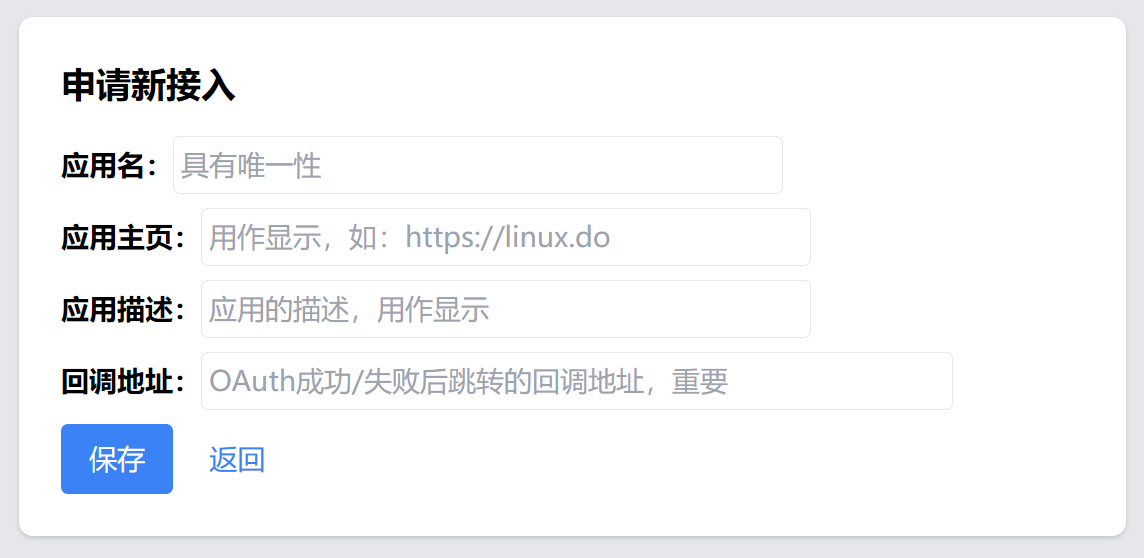 申请新接入
应用名： 具有唯一性
应用主页： 用作显示，如：https://linux.do
应用描述： 应用的描述，用作显示
回调地址： OAuth成功/失败后跳转的回调地址，重要
保存 返回